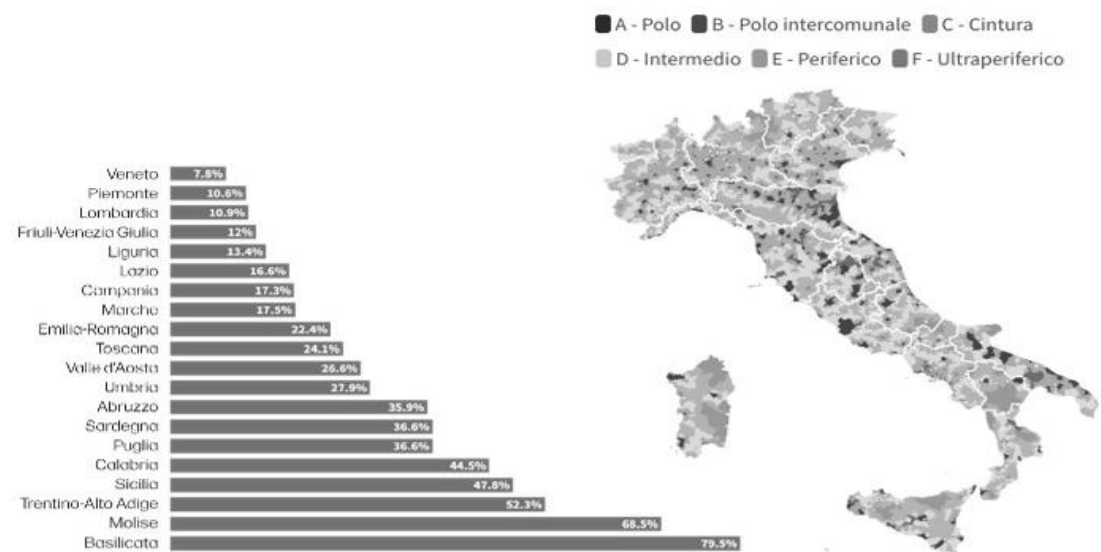 A - Polo B - Polo intercomunale C - Cintura
D - Intermedio E - Periferico F - Ultraperiferico
Veneto 7.8%
Piemonte 10.6%
Lombardia 10.9%
Friuli-Venezia Giulia 12%
Liguria 13.4%
Lazio 16.6%
Campania 17.3%
Marche 17.5%
Emilia-Romagna 22.4%
Toscana 24.1%
Valle d'Aosta 26.6%
Umbria 27.9%
Abruzzo 35.9%
Sardegna 36.6%
Puglia 36.6%
Calabria 44.5%
Sicilia 47.8%
Trentino-Alto Adige 52.3%
Molise 68.5%
Basilicata 79.5%